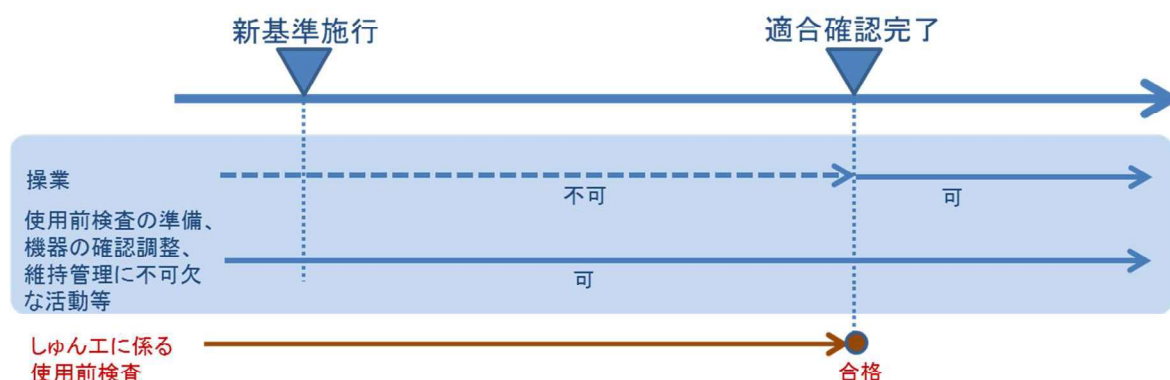 新基準施行
適合確認完了
操業
不可
可
使用前検査の準備、
機器の確認調整、
維持管理に不可欠
な活動等
可
しゅん工に係る
使用前検査
合格